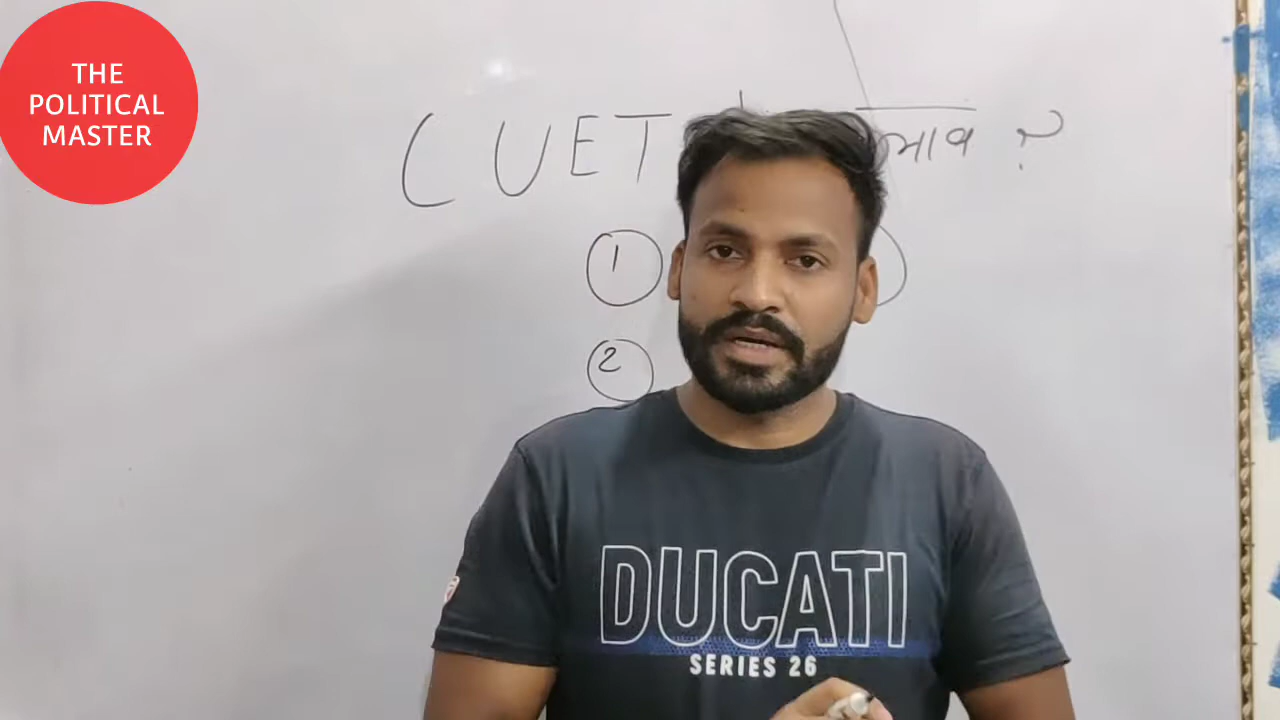 THE
POLITICAL
MASTER
CUET ?
1
2
DUCATI
SERIES 26